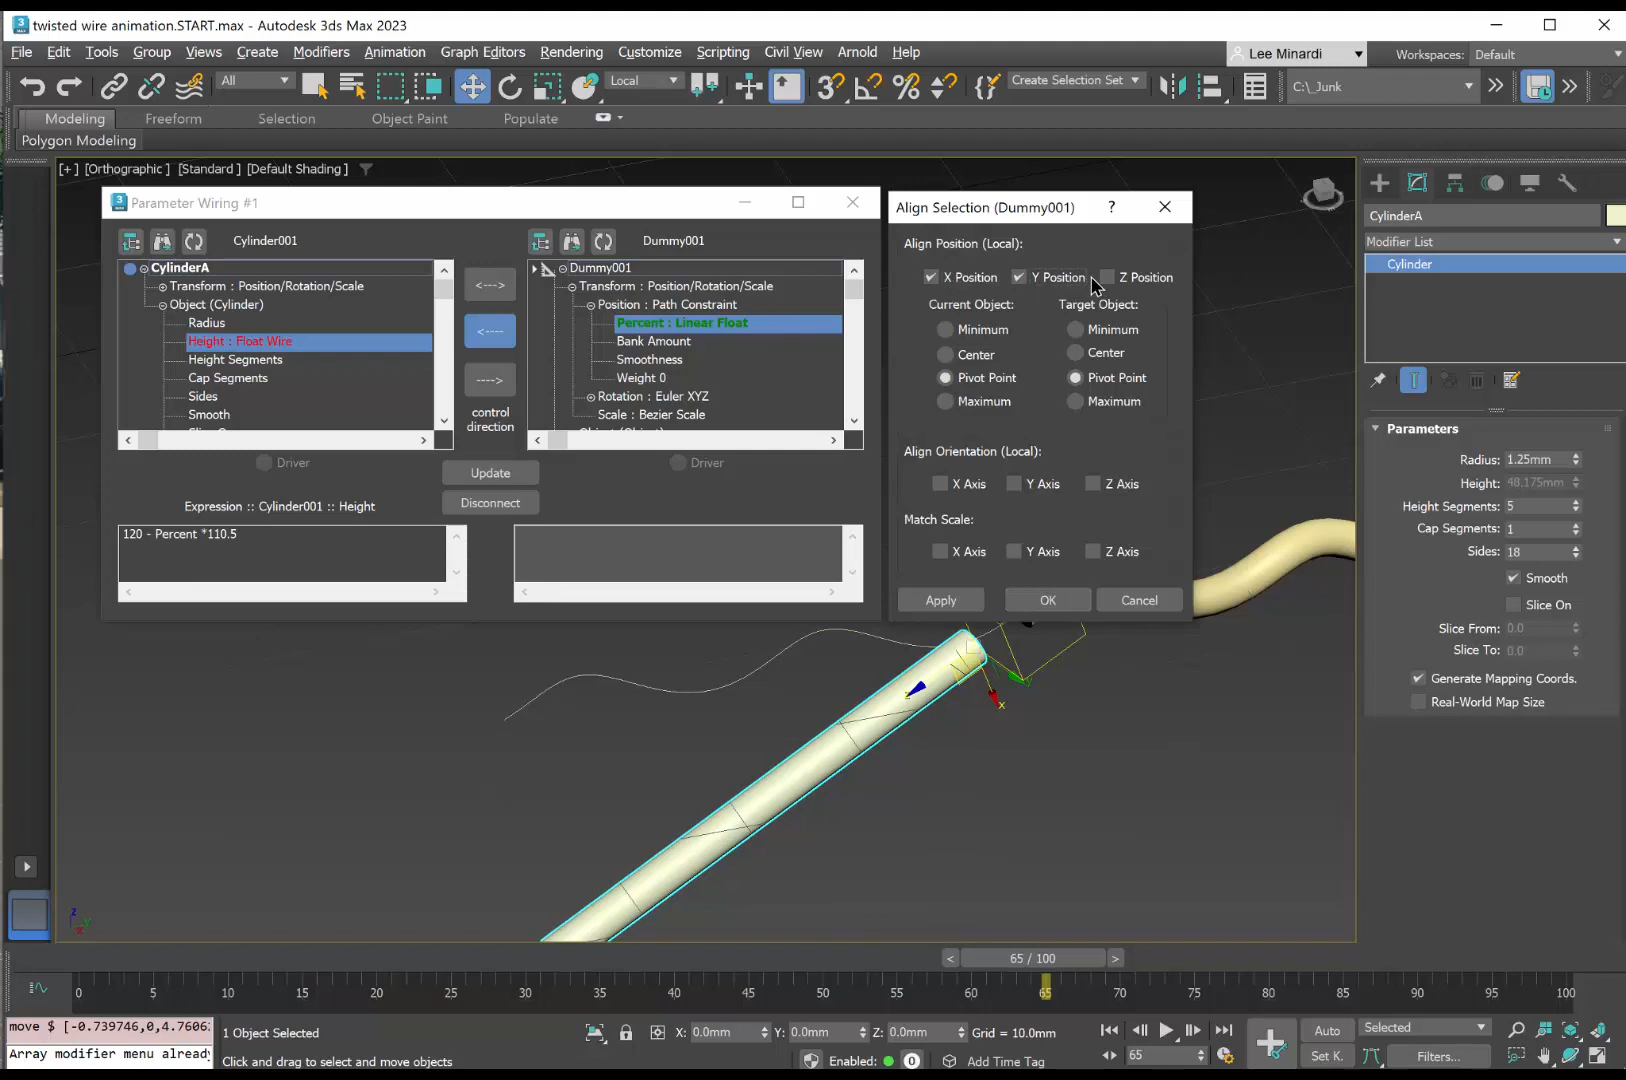 twisted wire animation.START.max - Autodesk 3ds Max 2023
File Edit Tools Group Views Create Modifiers Animation Graph Editors Rendering Customize Scripting Civil View Arnold Help
Lee Minardi
Workspaces: Default
All
Local
Create Selection Set
C:\_Junk
Modeling Freeform Selection Object Paint Populate
Polygon Modeling
[+] [Orthographic] [Standard] [Default Shading]
Parameter Wiring #1
Cylinder001
Dummy001
CylinderA
Transform : Position/Rotation/Scale
Object (Cylinder)
Radius
Height : Float Wire
Height Segments
Cap Segments
Sides
Smooth
<--->
<----
---->
control
direction
Dummy001
Transform : Position/Rotation/Scale
Position : Path Constraint
Percent : Linear Float
Bank Amount
Smoothness
Weight 0
Rotation : Euler XYZ
Scale : Bezier Scale
Driver
Driver
Update
Disconnect
Expression :: Cylinder001 :: Height
120 - Percent *110.5
Align Selection (Dummy001)
?
Align Position (Local):
X Position Y Position Z Position
Current Object: Target Object:
Minimum Minimum
Center Center
Pivot Point Pivot Point
Maximum Maximum
Align Orientation (Local):
X Axis Y Axis Z Axis
Match Scale:
X Axis Y Axis Z Axis
Apply OK Cancel
CylinderA
Modifier List
Cylinder
Parameters
Radius: 1.25mm
Height: 48.175mm
Height Segments: 5
Cap Segments: 1
Sides: 18
Smooth
Slice On
Slice From: 0.0
Slice To: 0.0
Generate Mapping Coords.
Real-World Map Size
z
x
y
z
y
x
< 65 / 100 >
0 5 10 15 20 25 30 35 40 45 50 55 60 65 70 75 80 85 90 95 100
move $ [-0.739746,0,4.7606
Array modifier menu already
1 Object Selected
Click and drag to select and move objects
X: 0.0mm Y: 0.0mm Z: 0.0mm Grid = 10.0mm
Enabled: 0 Add Time Tag
65
Auto
Set K.
Selected
Filters...